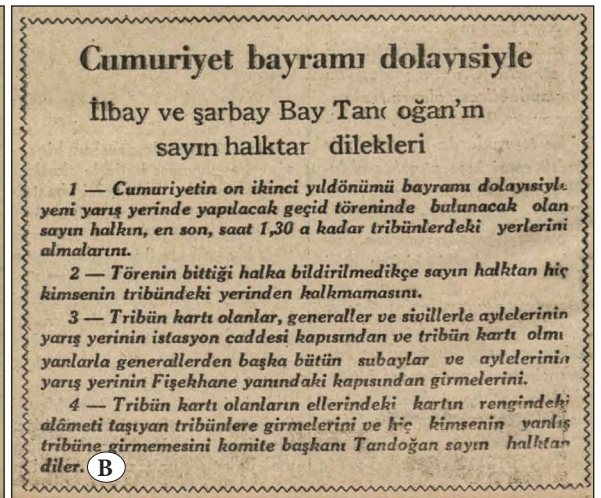 Cumuriyet bayramı dolayısiyle
İlbay ve şarbay Bay Tandoğan'ın
sayın halktar dilekleri
1 — Cumuriyetin on ikinci yıldönümü bayramı dolayısiyle
yeni yarış yerinde yapılacak geçid töreninde bulunacak olan
sayın halkın, en son, saat 1,30 a kadar tribünlerdeki yerlerini
almalarını.
2 — Törenin bittiği halka bildirilmedikçe sayın halktan hiç
kimsenin tribündeki yerinden kalkmamasını.
3 — Tribün kartı olanlar, generaller ve sivillerle aylelerinin
yarış yerinin istasyon caddesi kapısından ve tribün kartı olmı
yanlarla generallerden başka bütün subaylar ve aylelerinin
yarış yerinin Fişekhane yanındaki kapısından girmelerini.
4 — Tribün kartı olanların ellerindeki kartın rengindeki
alâmeti taşıyan tribünlere girmelerini ve hiç kimsenin yanlış
tribüne girmemesini komite başkanı Tandoğan sayın halktan
diler. B